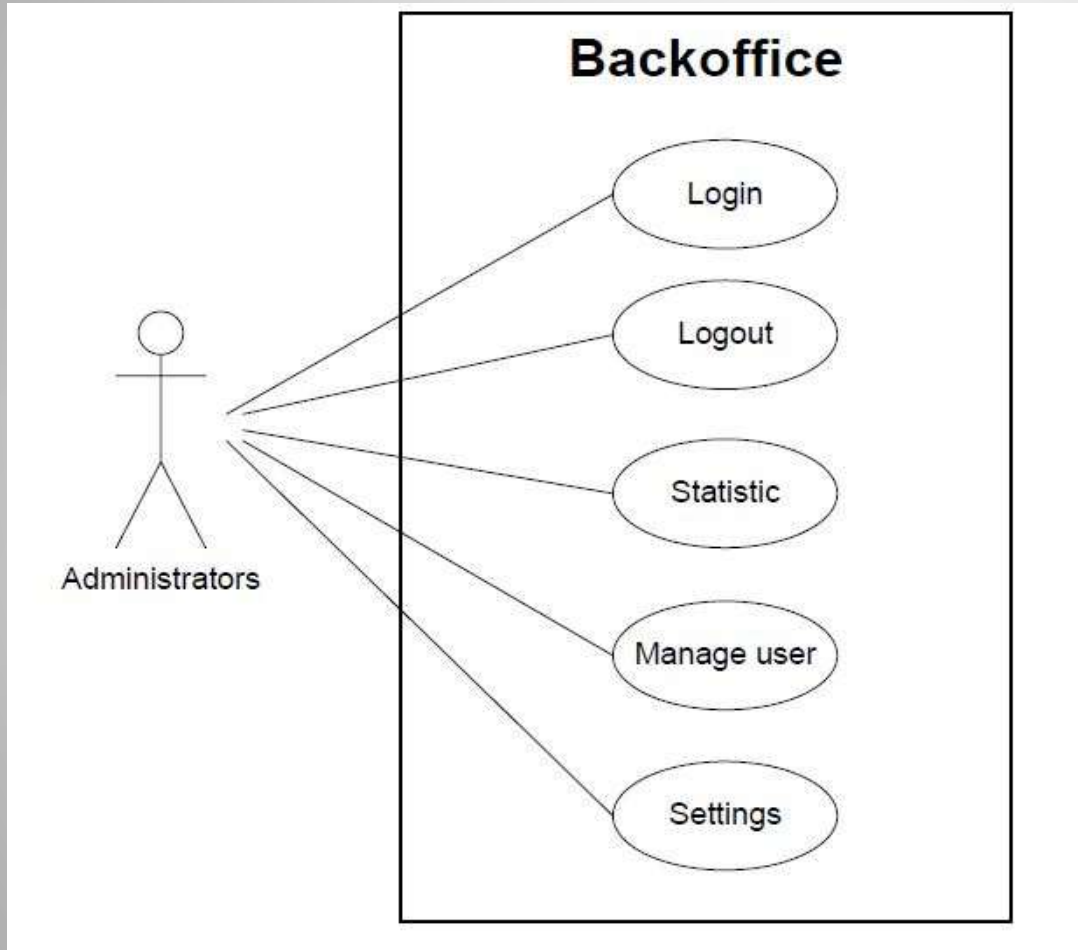 Backoffice
Login
Logout
Statistic
Manage user
Settings
Administrators